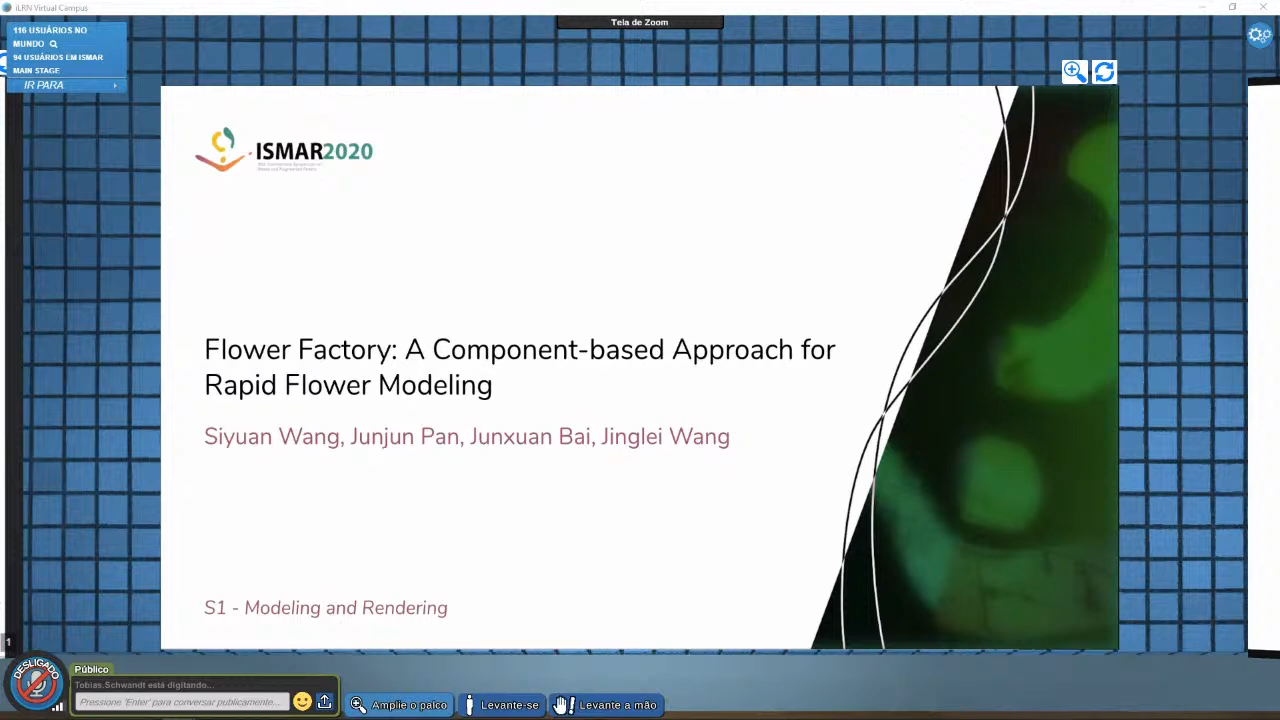 iLRN Virtual Campus
116 USUÁRIOS NO
MUNDO
94 USUÁRIOS EM ISMAR
MAIN STAGE
IR PARA
Tela de Zoom
ISMAR2020
Flower Factory: A Component-based Approach for
Rapid Flower Modeling
Siyuan Wang, Junjun Pan, Junxuan Bai, Jinglei Wang
S1 - Modeling and Rendering
1
DESLIGADO
Público
Tobias.Schwandt está digitando...
Pressione 'Enter' para conversar publicamente...
Amplie o palco
Levante-se
Levante a mão